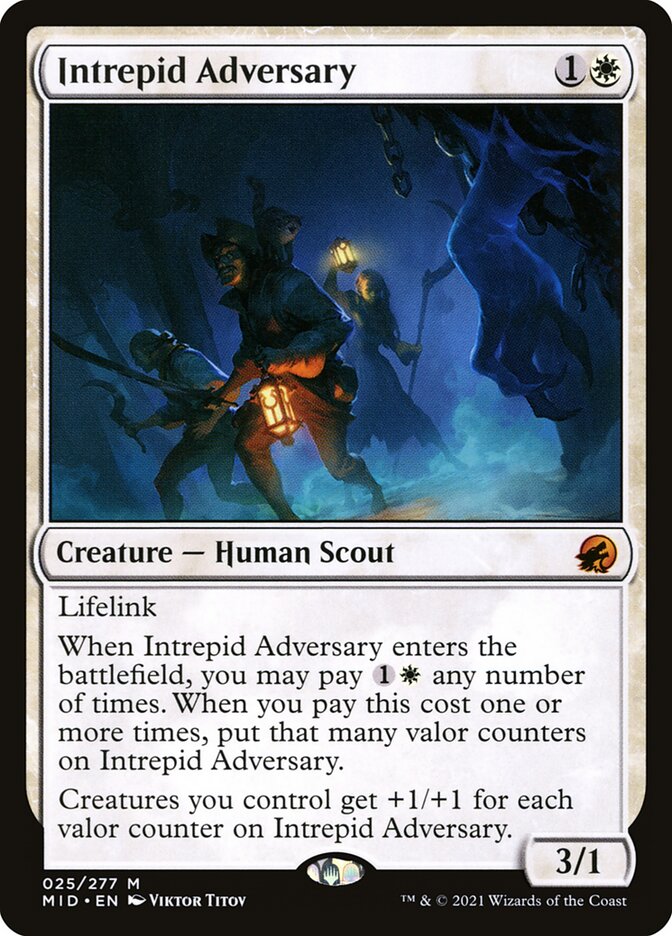 Intrepid Adversary
1
Creature — Human Scout
Lifelink
When Intrepid Adversary enters the
battlefield, you may pay 1 any number
of times. When you pay this cost one or
more times, put that many valor counters
on Intrepid Adversary.
Creatures you control get +1/+1 for each
valor counter on Intrepid Adversary.
3/1
025/277 M
MID • EN Viktor Titov
™ & © 2021 Wizards of the Coast